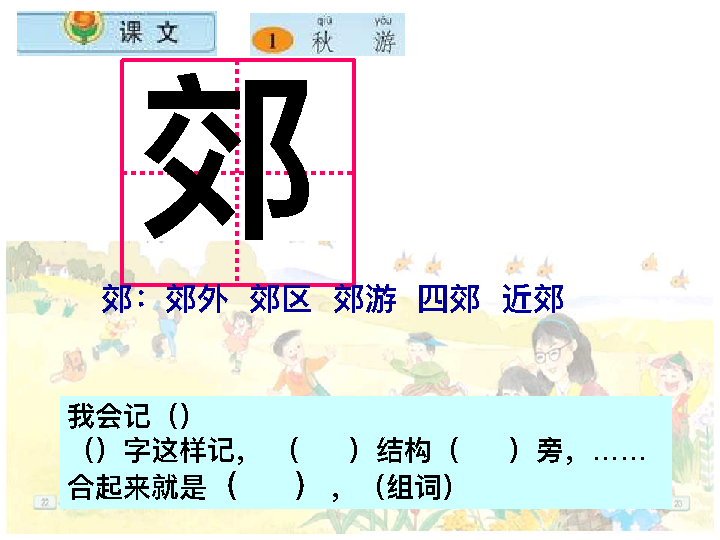 课 文
qiū yóu
1 秋 游
郊
郊：郊外 郊区 郊游 四郊 近郊
我会记（）
（）字这样记， （ ）结构（ ）旁，……
合起来就是（ ），（组词）
22
20